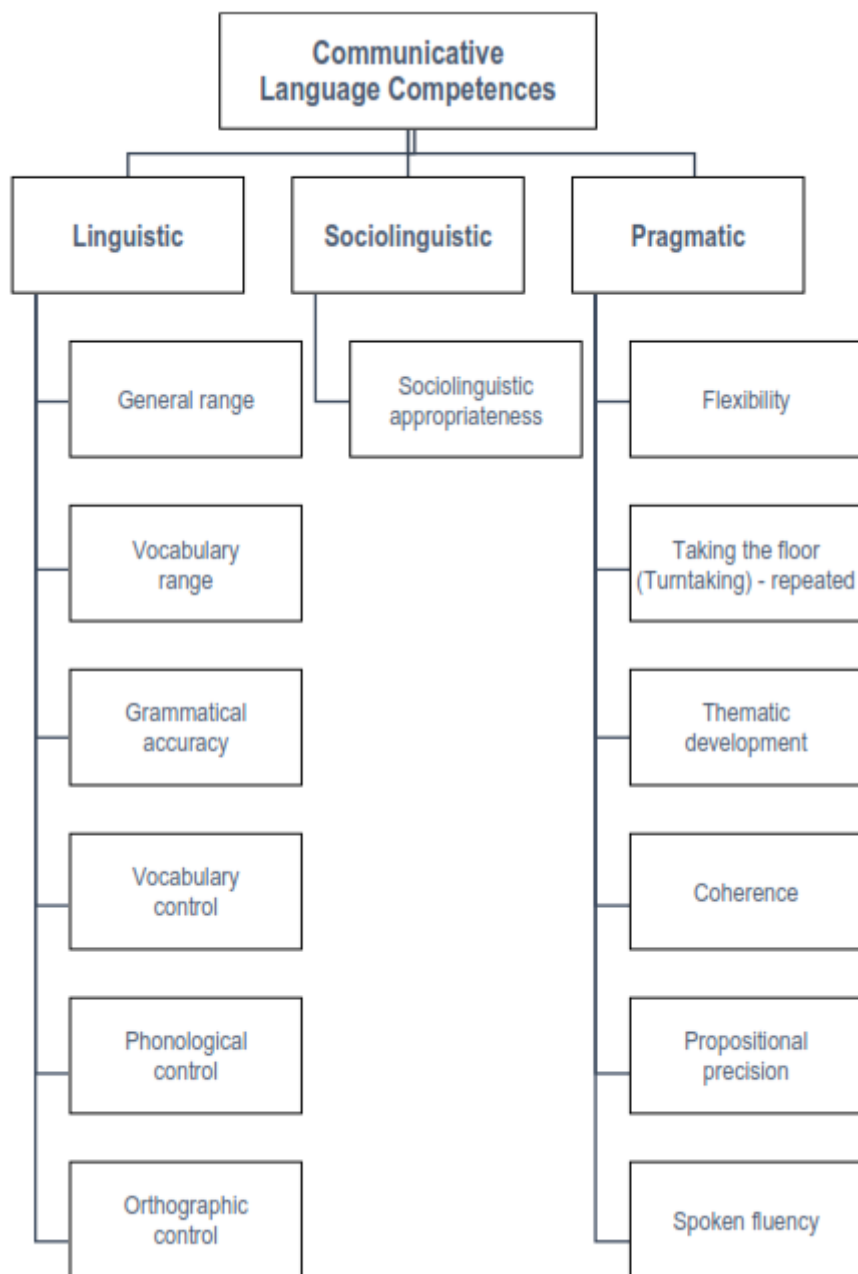 Communicative
Language Competences
Linguistic
Sociolinguistic
Pragmatic
General range
Sociolinguistic
appropriateness
Flexibility
Vocabulary
range
Taking the floor
(Turntaking) - repeated
Grammatical
accuracy
Thematic
development
Vocabulary
control
Coherence
Phonological
control
Propositional
precision
Orthographic
control
Spoken fluency